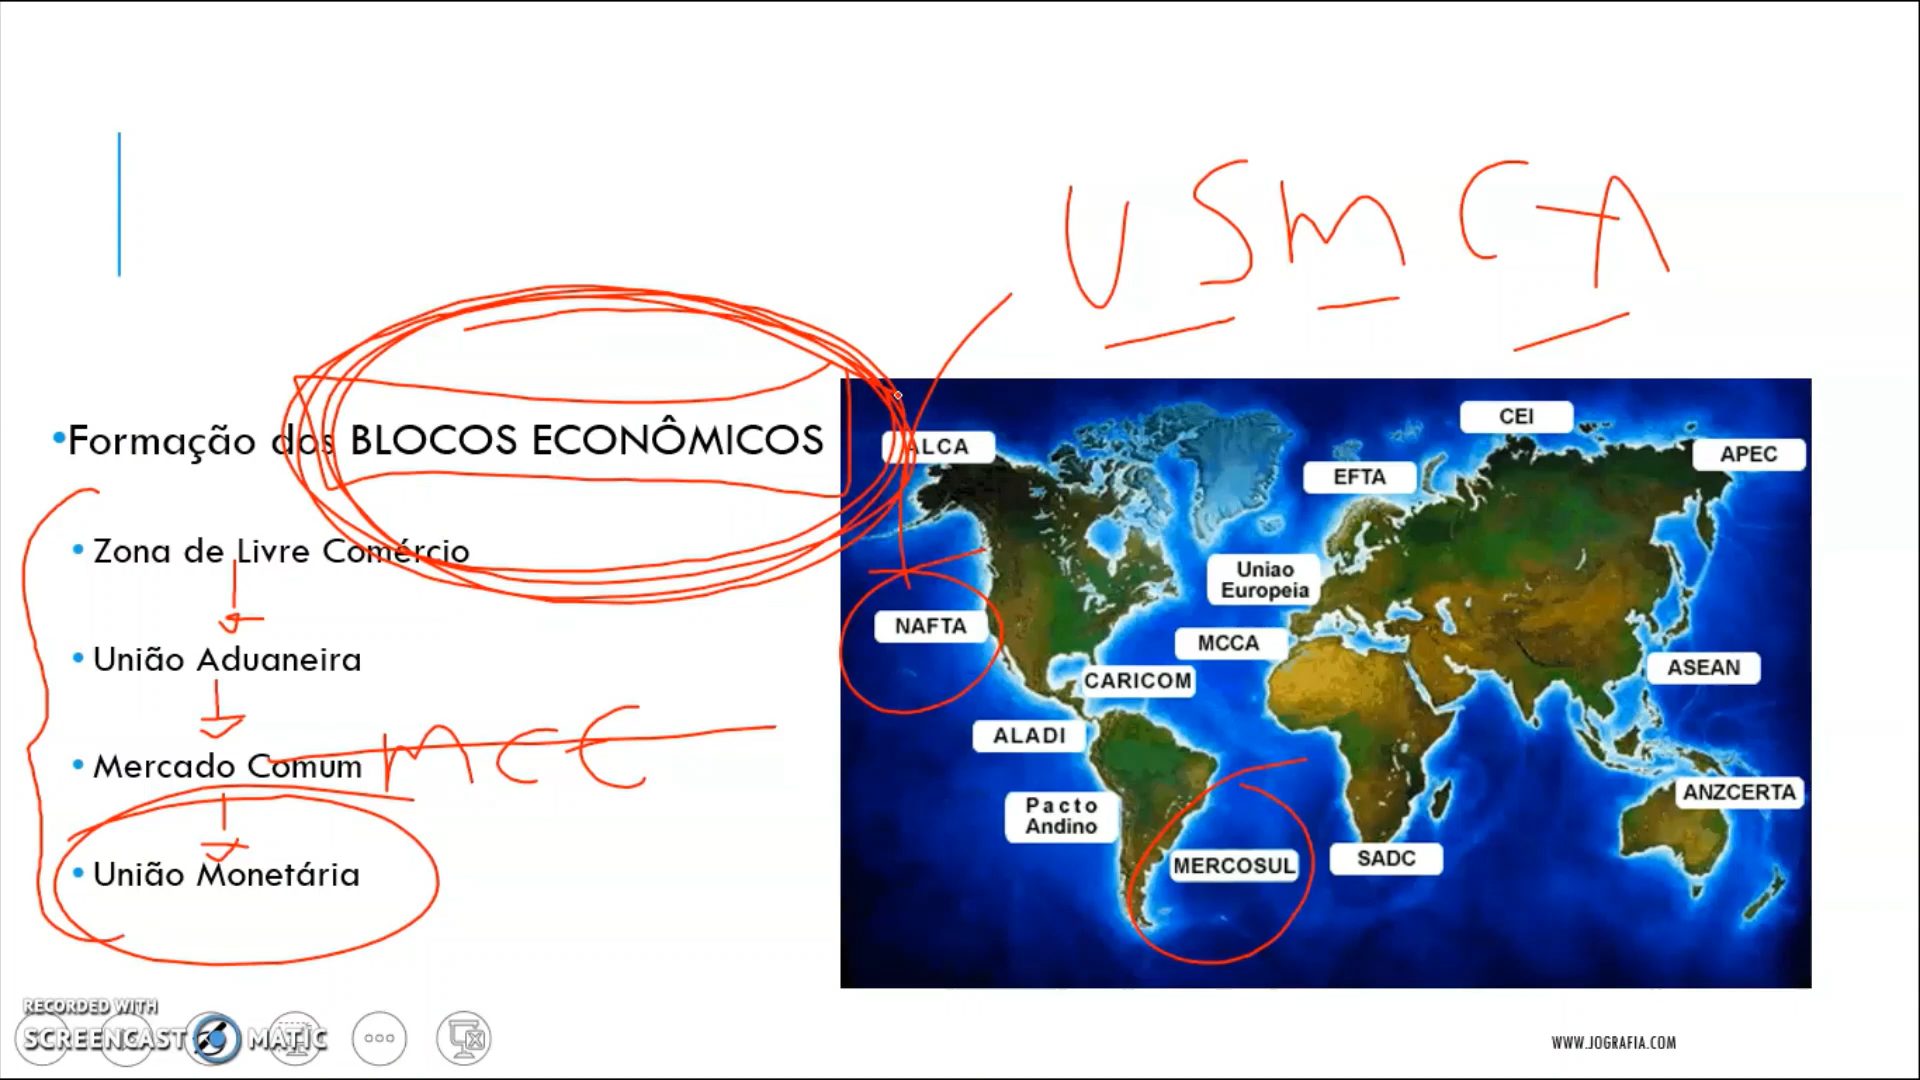 USMCA
•Formação dos BLOCOS ECONÔMICOS
• Zona de Livre Comércio
• União Aduaneira
• Mercado Comum
MCE
• União Monetária
ALCA
CEI
APEC
EFTA
Uniao
Europeia
NAFTA
MCCA
CARICOM
ASEAN
ALADI
Pacto
Andino
ANZCERTA
MERCOSUL
SADC
RECORDED WITH
SCREENCAST MATIC
WWW.JOGRAFIA.COM